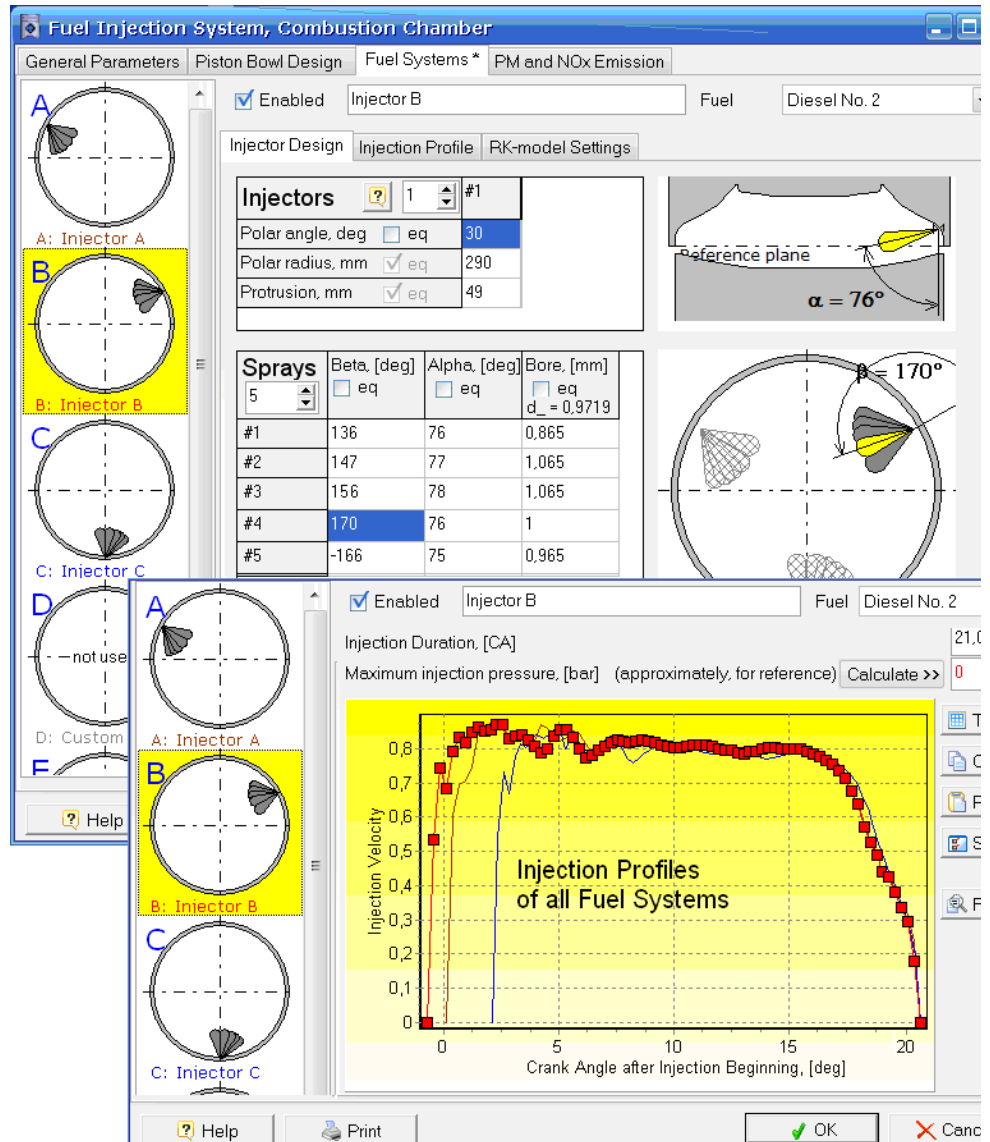 Fuel Injection System, Combustion Chamber
General Parameters Piston Bowl Design Fuel Systems * PM and NOx Emission
A
A: Injector A
B
B: Injector B
C
C: Injector C
D
not use
D: Custom
E
Help
Enabled Injector B Fuel Diesel No. 2
Injector Design Injection Profile RK-model Settings
Injectors ? 1 #1
Polar angle, deg eq 30
Polar radius, mm eq 290
Protrusion, mm eq 49
Reference plane
α = 76°
Sprays Beta, [deg] Alpha, [deg] Bore, [mm]
5 eq eq eq
d_ = 0,9719
#1 136 76 0,865
#2 147 77 1,065
#3 156 78 1,065
#4 170 76 1
#5 -166 75 0,965
β = 170°
A
A: Injector A
B
B: Injector B
C
C: Injector C
Enabled Injector B Fuel Diesel No. 2
Injection Duration, [CA] 21,0
Maximum injection pressure, [bar] (approximately, for reference) Calculate >> 0
Injection Velocity
0,8
0,7
0,6
0,5
0,4
0,3
0,2
0,1
0
Injection Profiles
of all Fuel Systems
0 5 10 15 20
Crank Angle after Injection Beginning, [deg]
T
P
S
F
Help Print OK Canc